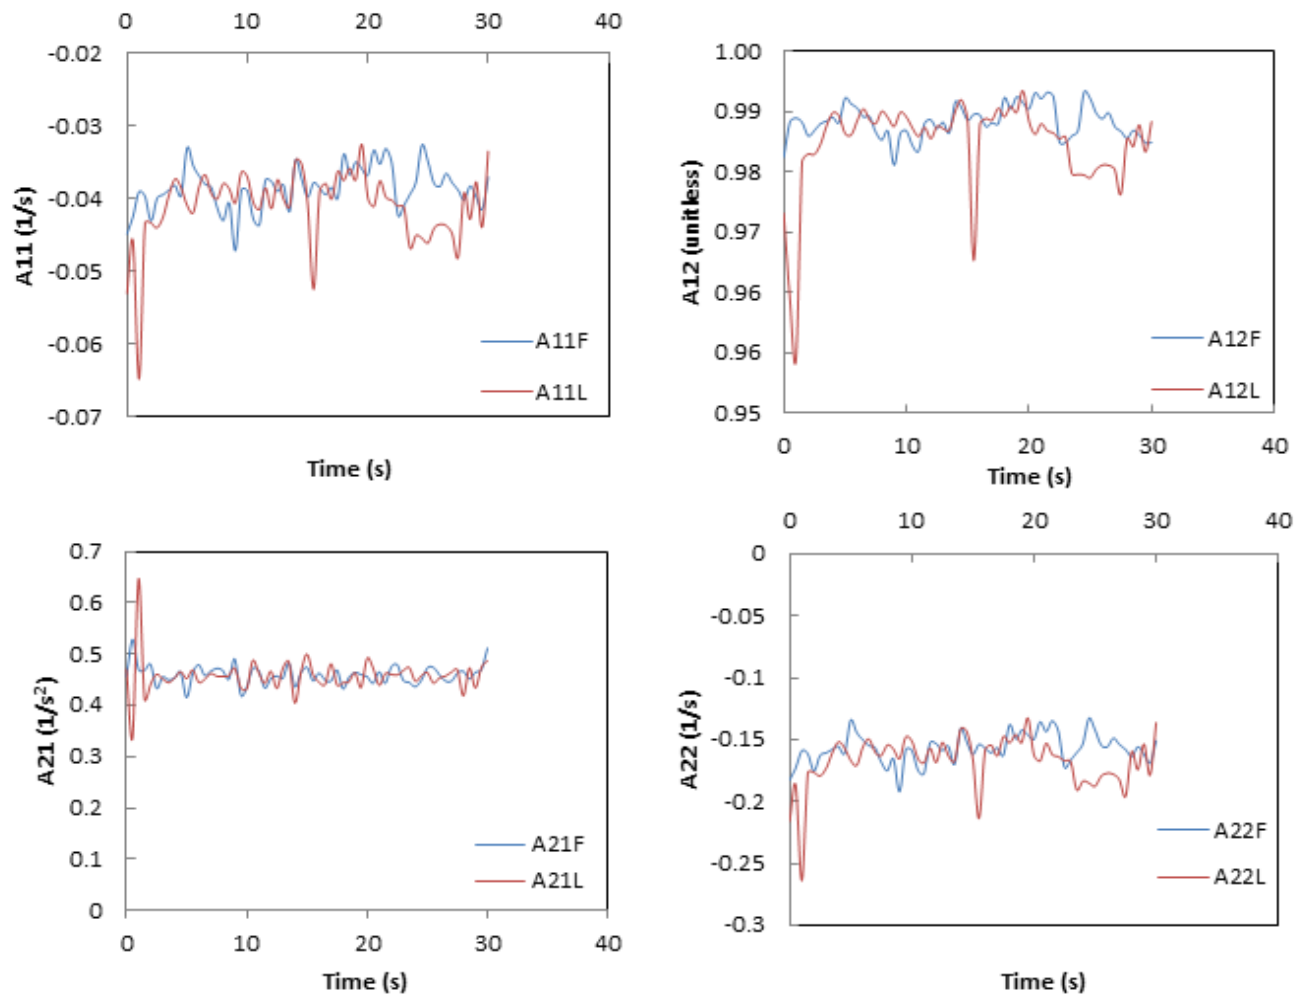 0 10 20 30 40
-0.02
-0.03
-0.04
-0.05
-0.06
-0.07
A11 (1/s)
A11F
A11L
Time (s)
1.00
0.99
0.98
0.97
0.96
0.96
0.95
A12 (unitless)
A12F
A12L
0 10 20 30 40
Time (s)
0.7
0.6
0.5
0.4
0.3
0.2
0.1
0
A21 (1/s²)
A21F
A21L
0 10 20 30 40
Time (s)
0 10 20 30 40
0
-0.05
-0.1
-0.15
-0.2
-0.25
-0.3
A22 (1/s)
A22F
A22L
Time (s)